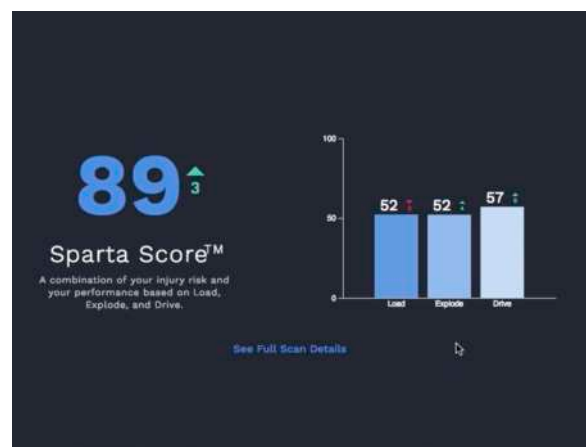 89
3
Sparta Score™
A combination of your injury risk and
your performance based on Load,
Explode, and Drive.
100
50
0
52
52
57
Load
Explode
Drive
See Full Scan Details